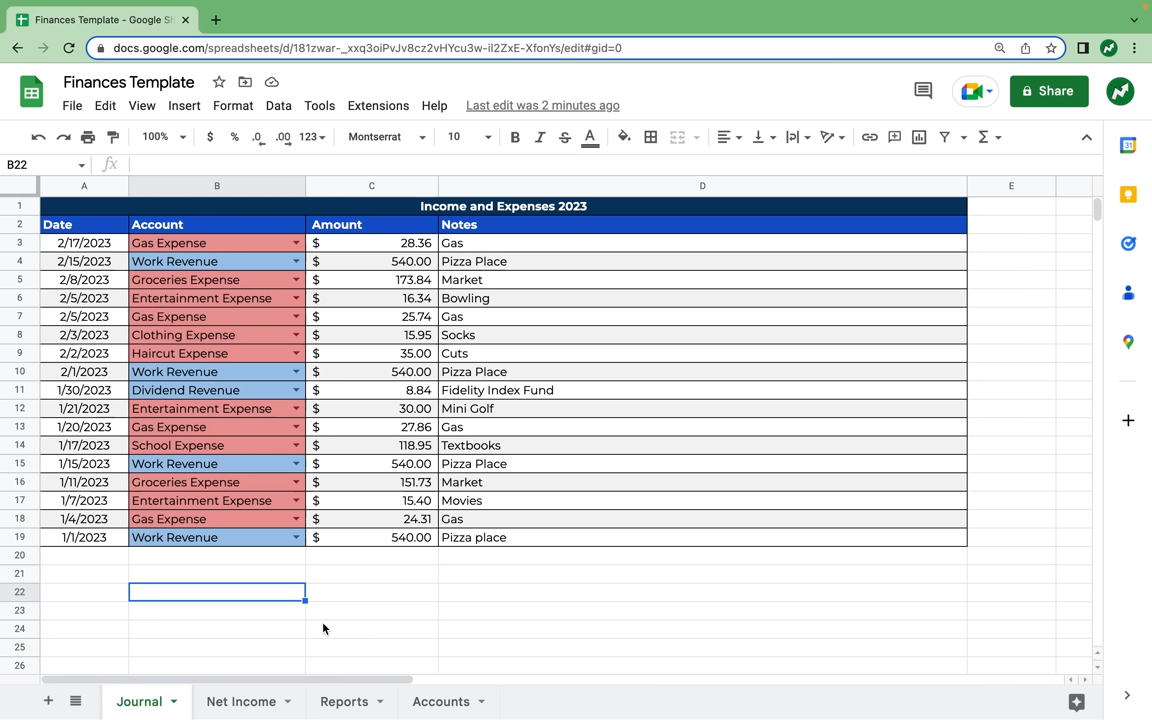 Finances Template - Google Sh
docs.google.com/spreadsheets/d/181zwar-_xxq3oiPvJv8cz2vHYcu3w-il2ZxE-XfonYs/edit#gid=0
Finances Template
File Edit View Insert Format Data Tools Extensions Help Last edit was 2 minutes ago
Share
100% $ % .0 .00 123 Montserrat 10 B I S A
B22 fx
A B C D E
1 Income and Expenses 2023
2 Date Account Amount Notes
3 2/17/2023 Gas Expense $ 28.36 Gas
4 2/15/2023 Work Revenue $ 540.00 Pizza Place
5 2/8/2023 Groceries Expense $ 173.84 Market
6 2/5/2023 Entertainment Expense $ 16.34 Bowling
7 2/5/2023 Gas Expense $ 25.74 Gas
8 2/3/2023 Clothing Expense $ 15.95 Socks
9 2/2/2023 Haircut Expense $ 35.00 Cuts
10 2/1/2023 Work Revenue $ 540.00 Pizza Place
11 1/30/2023 Dividend Revenue $ 8.84 Fidelity Index Fund
12 1/21/2023 Entertainment Expense $ 30.00 Mini Golf
13 1/20/2023 Gas Expense $ 27.86 Gas
14 1/17/2023 School Expense $ 118.95 Textbooks
15 1/15/2023 Work Revenue $ 540.00 Pizza Place
16 1/11/2023 Groceries Expense $ 151.73 Market
17 1/7/2023 Entertainment Expense $ 15.40 Movies
18 1/4/2023 Gas Expense $ 24.31 Gas
19 1/1/2023 Work Revenue $ 540.00 Pizza place
20
21
22
23
24
25
26
Journal Net Income Reports Accounts
31